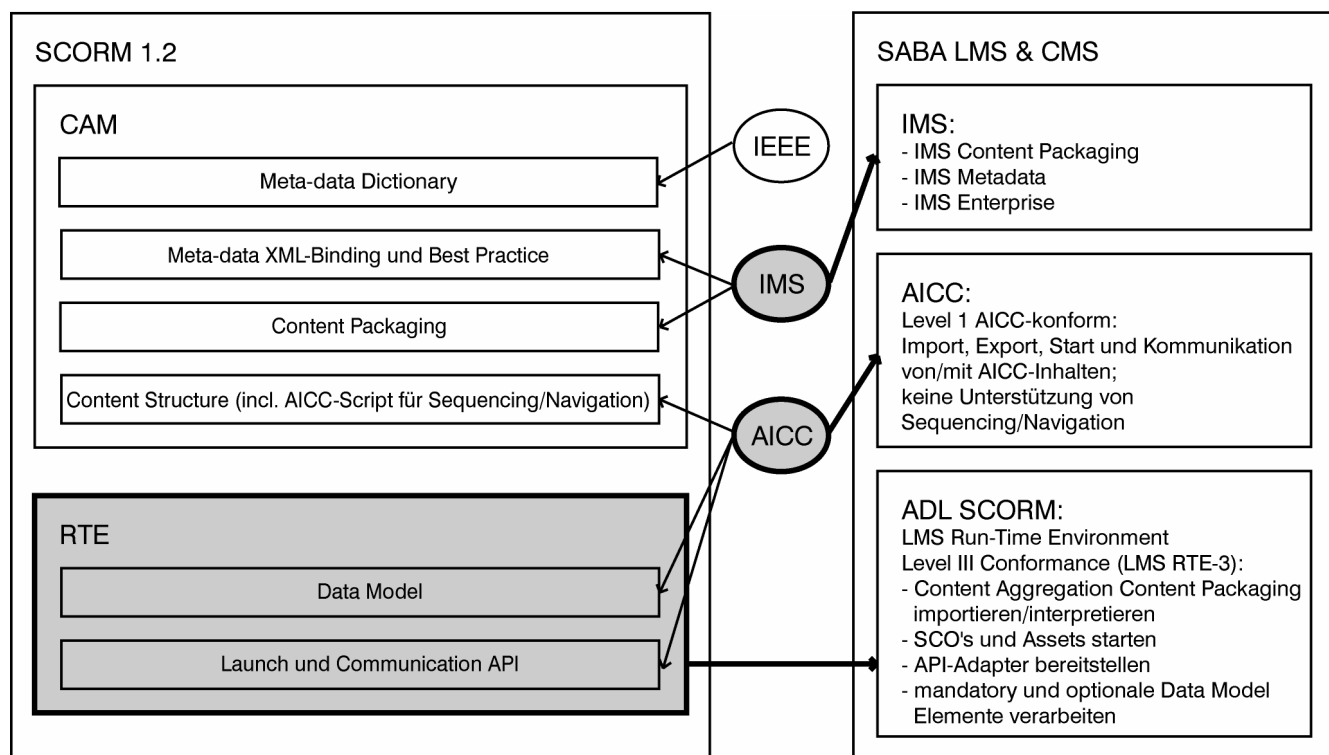 SCORM 1.2
CAM
Meta-data Dictionary
Meta-data XML-Binding und Best Practice
Content Packaging
Content Structure (incl. AICC-Script für Sequencing/Navigation)
RTE
Data Model
Launch und Communication API
IEEE
IMS
AICC
SABA LMS & CMS
IMS:
- IMS Content Packaging
- IMS Metadata
- IMS Enterprise
AICC:
Level 1 AICC-konform:
Import, Export, Start und Kommunikation
von/mit AICC-Inhalten;
keine Unterstützung von
Sequencing/Navigation
ADL SCORM:
LMS Run-Time Environment
Level III Conformance (LMS RTE-3):
- Content Aggregation Content Packaging
importieren/interpretieren
- SCO's und Assets starten
- API-Adapter bereitstellen
- mandatory und optionale Data Model
Elemente verarbeiten